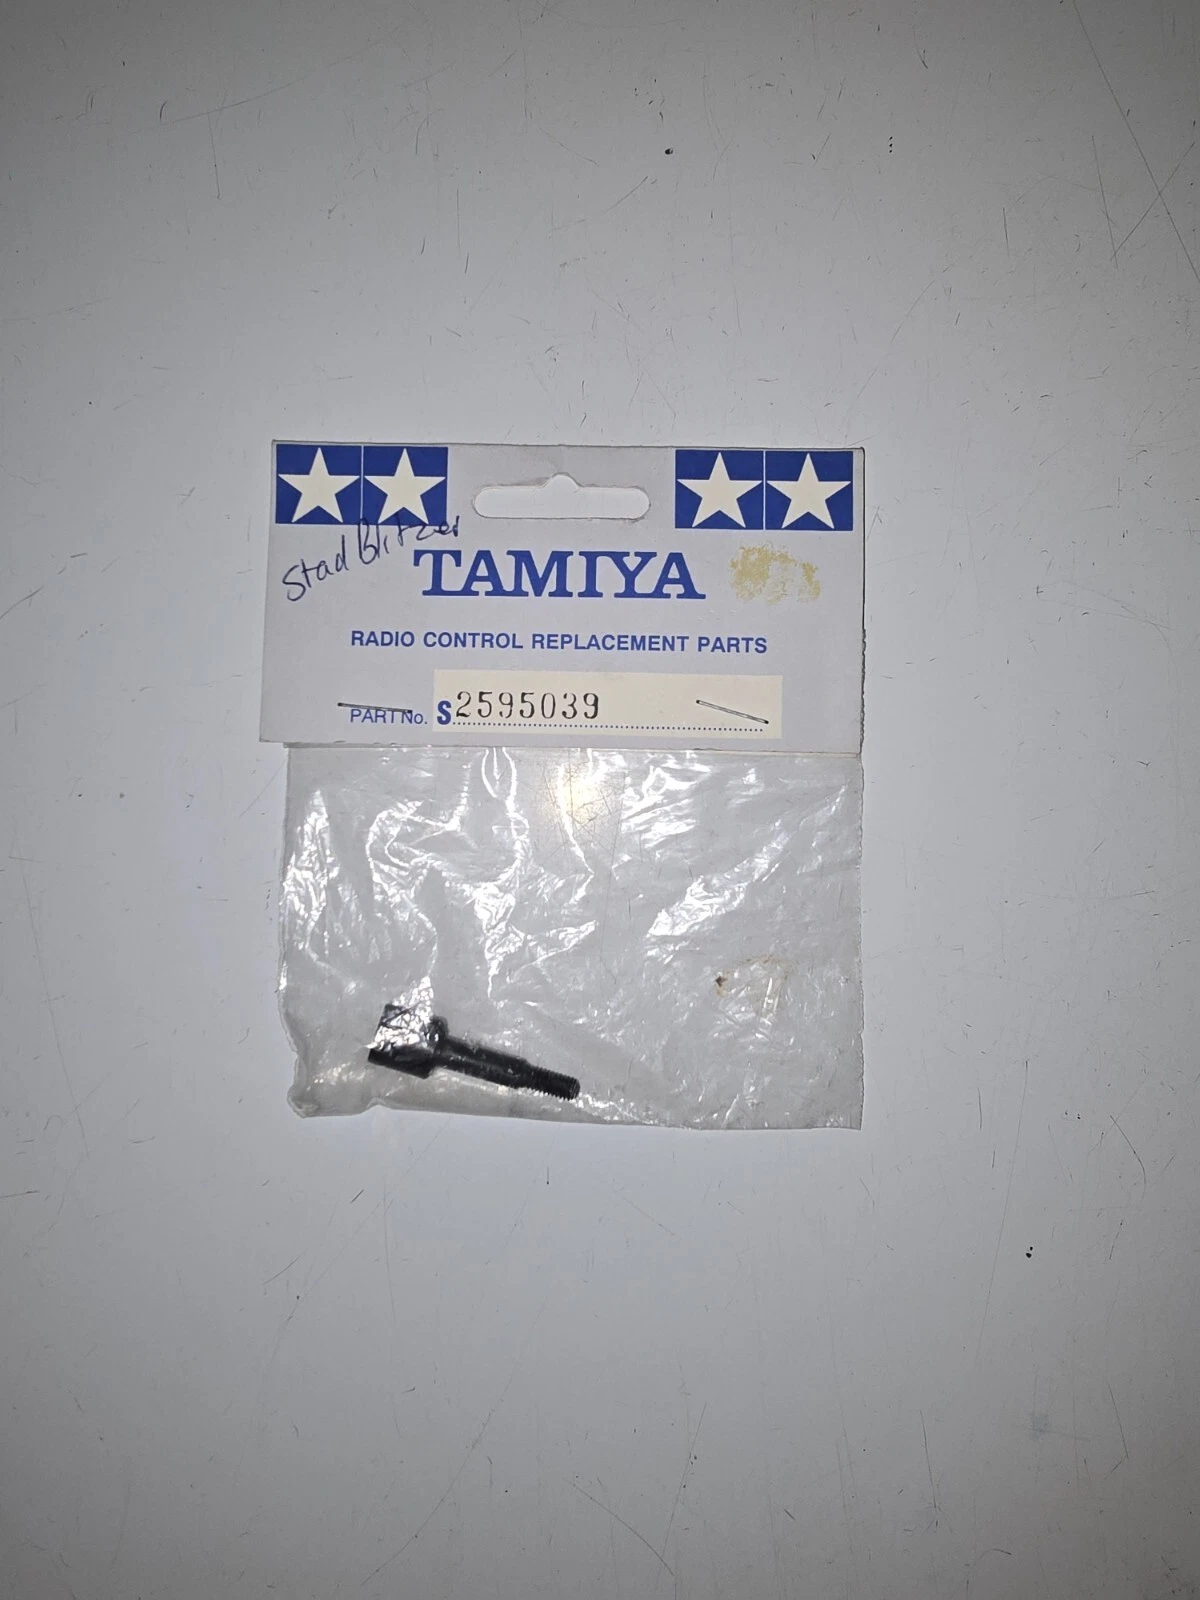 Stad Blitzer
TAMIYA
RADIO CONTROL REPLACEMENT PARTS
PART No. S2595039